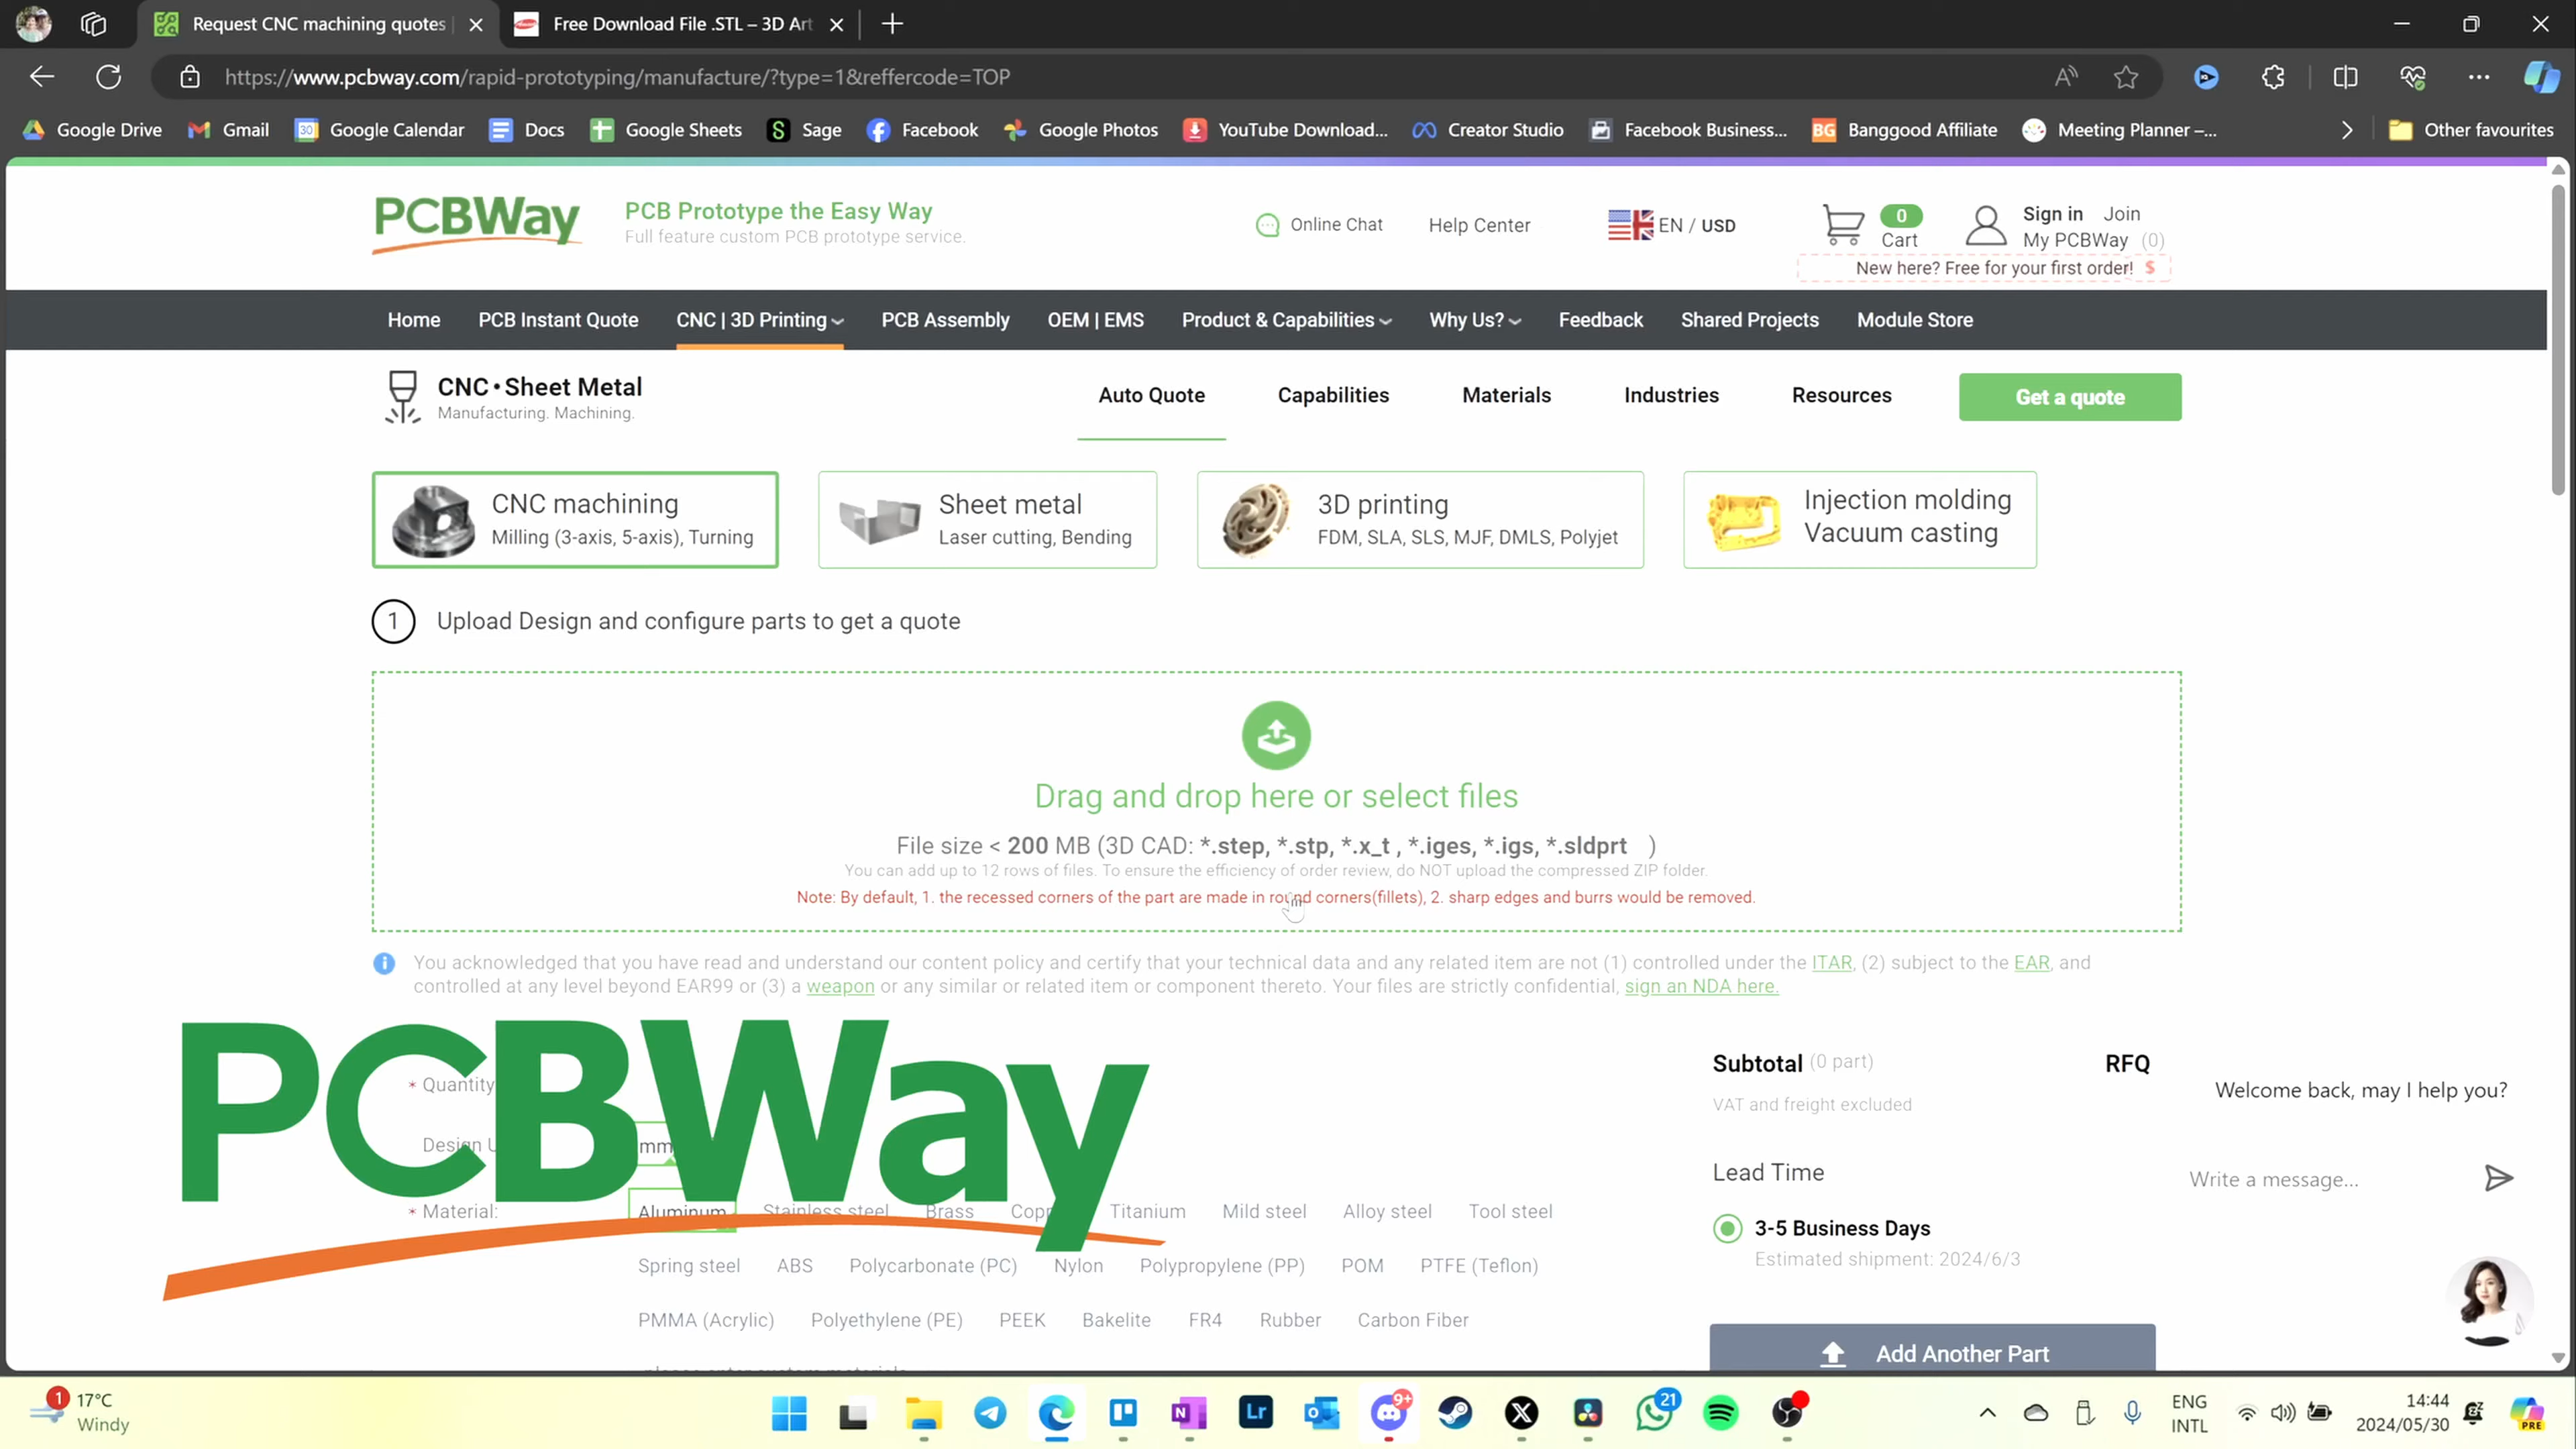 Request CNC machining quotes
Free Download File .STL – 3D Art
https://www.pcbway.com/rapid-prototyping/manufacture/?type=1&reffercode=TOP
Google Drive
Gmail
30
Google Calendar
Docs
Google Sheets
Sage
Facebook
Google Photos
YouTube Download...
Creator Studio
Facebook Business...
BG
Banggood Affiliate
Meeting Planner –...
Other favourites
PCBWay
PCB Prototype the Easy Way
Full feature custom PCB prototype service.
Online Chat
Help Center
EN / USD
0
Cart
Sign in Join
My PCBWay (0)
New here? Free for your first order! $
Home
PCB Instant Quote
CNC | 3D Printing
PCB Assembly
OEM | EMS
Product & Capabilities
Why Us?
Feedback
Shared Projects
Module Store
CNC • Sheet Metal
Manufacturing. Machining.
Auto Quote
Capabilities
Materials
Industries
Resources
Get a quote
CNC machining
Milling (3-axis, 5-axis), Turning
Sheet metal
Laser cutting, Bending
3D printing
FDM, SLA, SLS, MJF, DMLS, Polyjet
Injection molding
Vacuum casting
1 Upload Design and configure parts to get a quote
Drag and drop here or select files
File size < 200 MB (3D CAD: *.step, *.stp, *.x_t , *.iges, *.igs, *.sldprt )
You can add up to 12 rows of files. To ensure the efficiency of order review, do NOT upload the compressed ZIP folder.
Note: By default, 1. the recessed corners of the part are made in round corners(fillets), 2. sharp edges and burrs would be removed.
You acknowledged that you have read and understand our content policy and certify that your technical data and any related item are not (1) controlled under the ITAR, (2) subject to the EAR, and
controlled at any level beyond EAR99 or (3) a weapon or any similar or related item or component thereto. Your files are strictly confidential, sign an NDA here.
PCBWay
* Quantity
Design U
mm
* Material:
Aluminum
Stainless steel
Brass
Copp
Titanium
Mild steel
Alloy steel
Tool steel
Spring steel
ABS
Polycarbonate (PC)
Nylon
Polypropylene (PP)
POM
PTFE (Teflon)
PMMA (Acrylic)
Polyethylene (PE)
PEEK
Bakelite
FR4
Rubber
Carbon Fiber
Subtotal (0 part)
RFQ
VAT and freight excluded
Lead Time
3-5 Business Days
Estimated shipment: 2024/6/3
Add Another Part
Welcome back, may I help you?
Write a message...
1
17°C
Windy
N
Lr
9+
21
ENG
INTL
14:44
2024/05/30
PRE